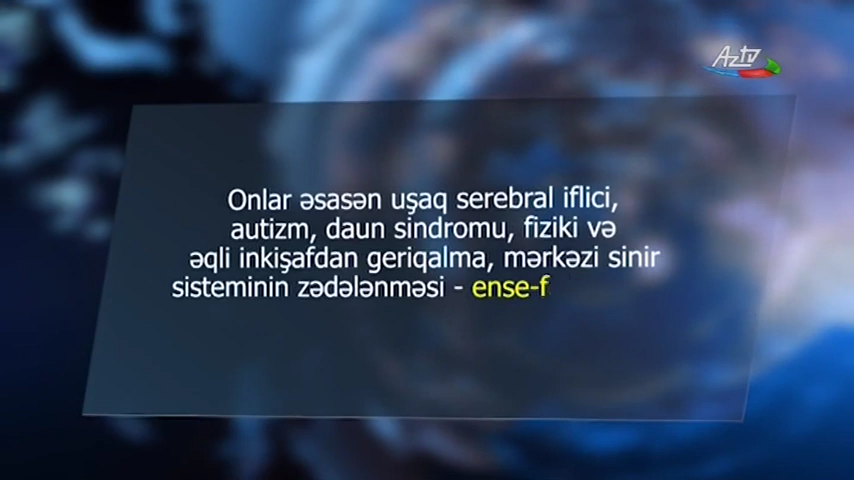 AZTV
Onlar əsasən uşaq serebral iflici,
autizm, daun sindromu, fiziki və
əqli inkişafdan geriqalma, mərkəzi sinir
sisteminin zədələnməsi - ense-f